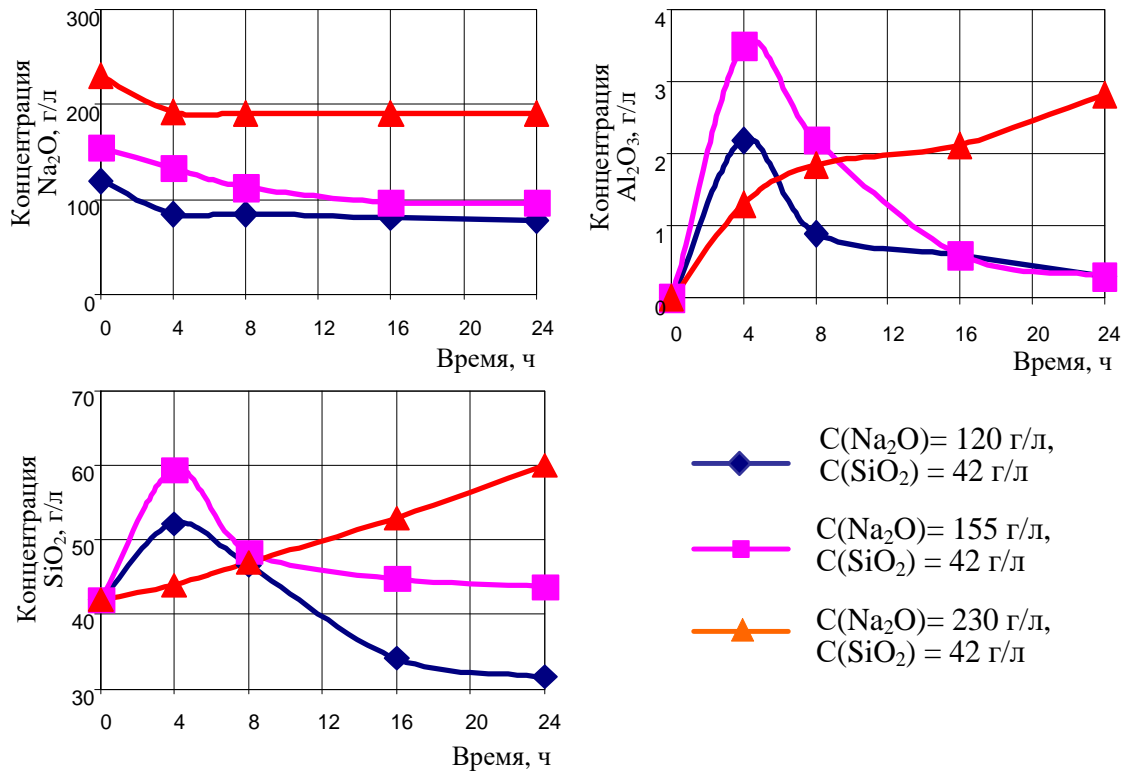 Концентрация
Na₂O, г/л
300
200
100
0
0 4 8 12 16 20 24
Время, ч
Концентрация
Al₂O₃, г/л
4
3
2
1
0
0 4 8 12 16 20 24
Время, ч
Концентрация
SiO₂, г/л
70
60
50
40
30
0 4 8 12 16 20 24
Время, ч
C(Na₂O)= 120 г/л,
C(SiO₂) = 42 г/л
C(Na₂O)= 155 г/л,
C(SiO₂) = 42 г/л
C(Na₂O)= 230 г/л,
C(SiO₂) = 42 г/л